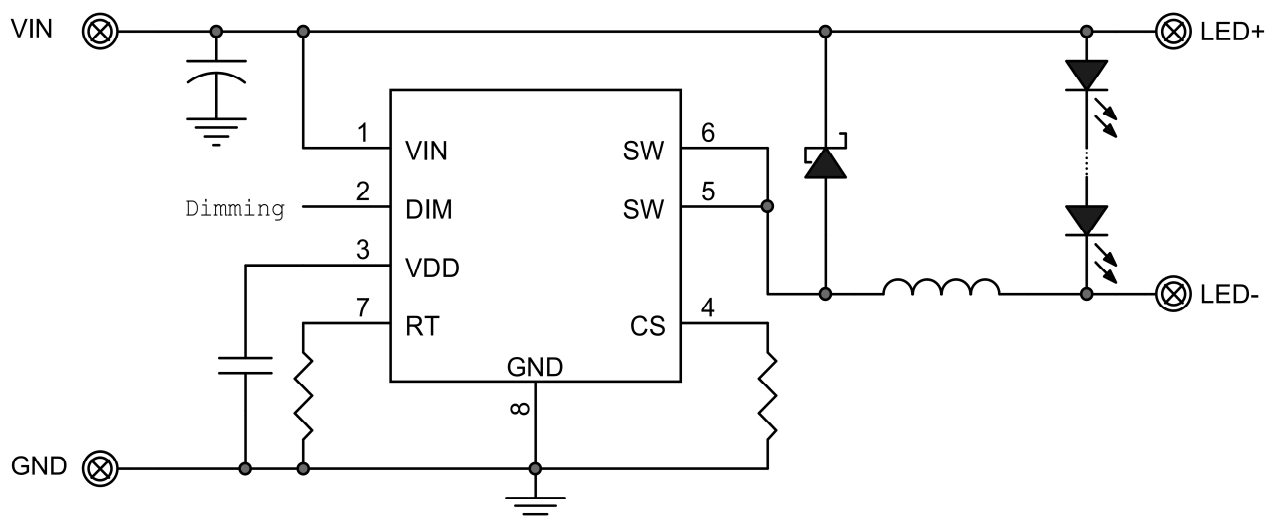 VIN
LED+
1
VIN
6
SW
2
Dimming
DIM
5
SW
3
VDD
LED-
7
RT
4
CS
GND
8
GND